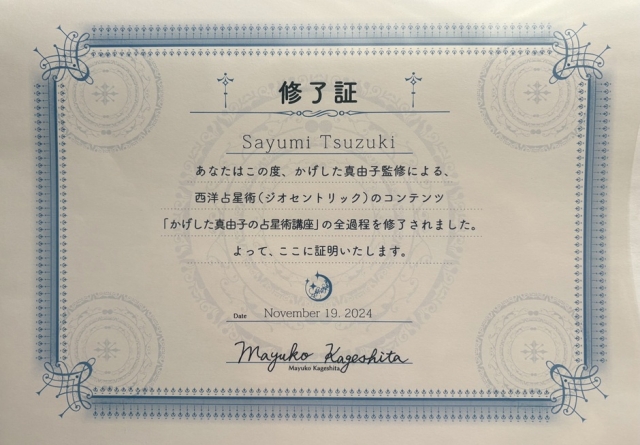 修了証
Sayumi Tsuzuki
あなたはこの度、かげした真由子監修による、
西洋占星術(ジオセントリック)のコンテンツ
「かげした真由子の占星術講座」の全過程を修了されました。
よって、ここに証明いたします。
Date November 19. 2024
Mayuko Kageshita
Mayuko Kageshita